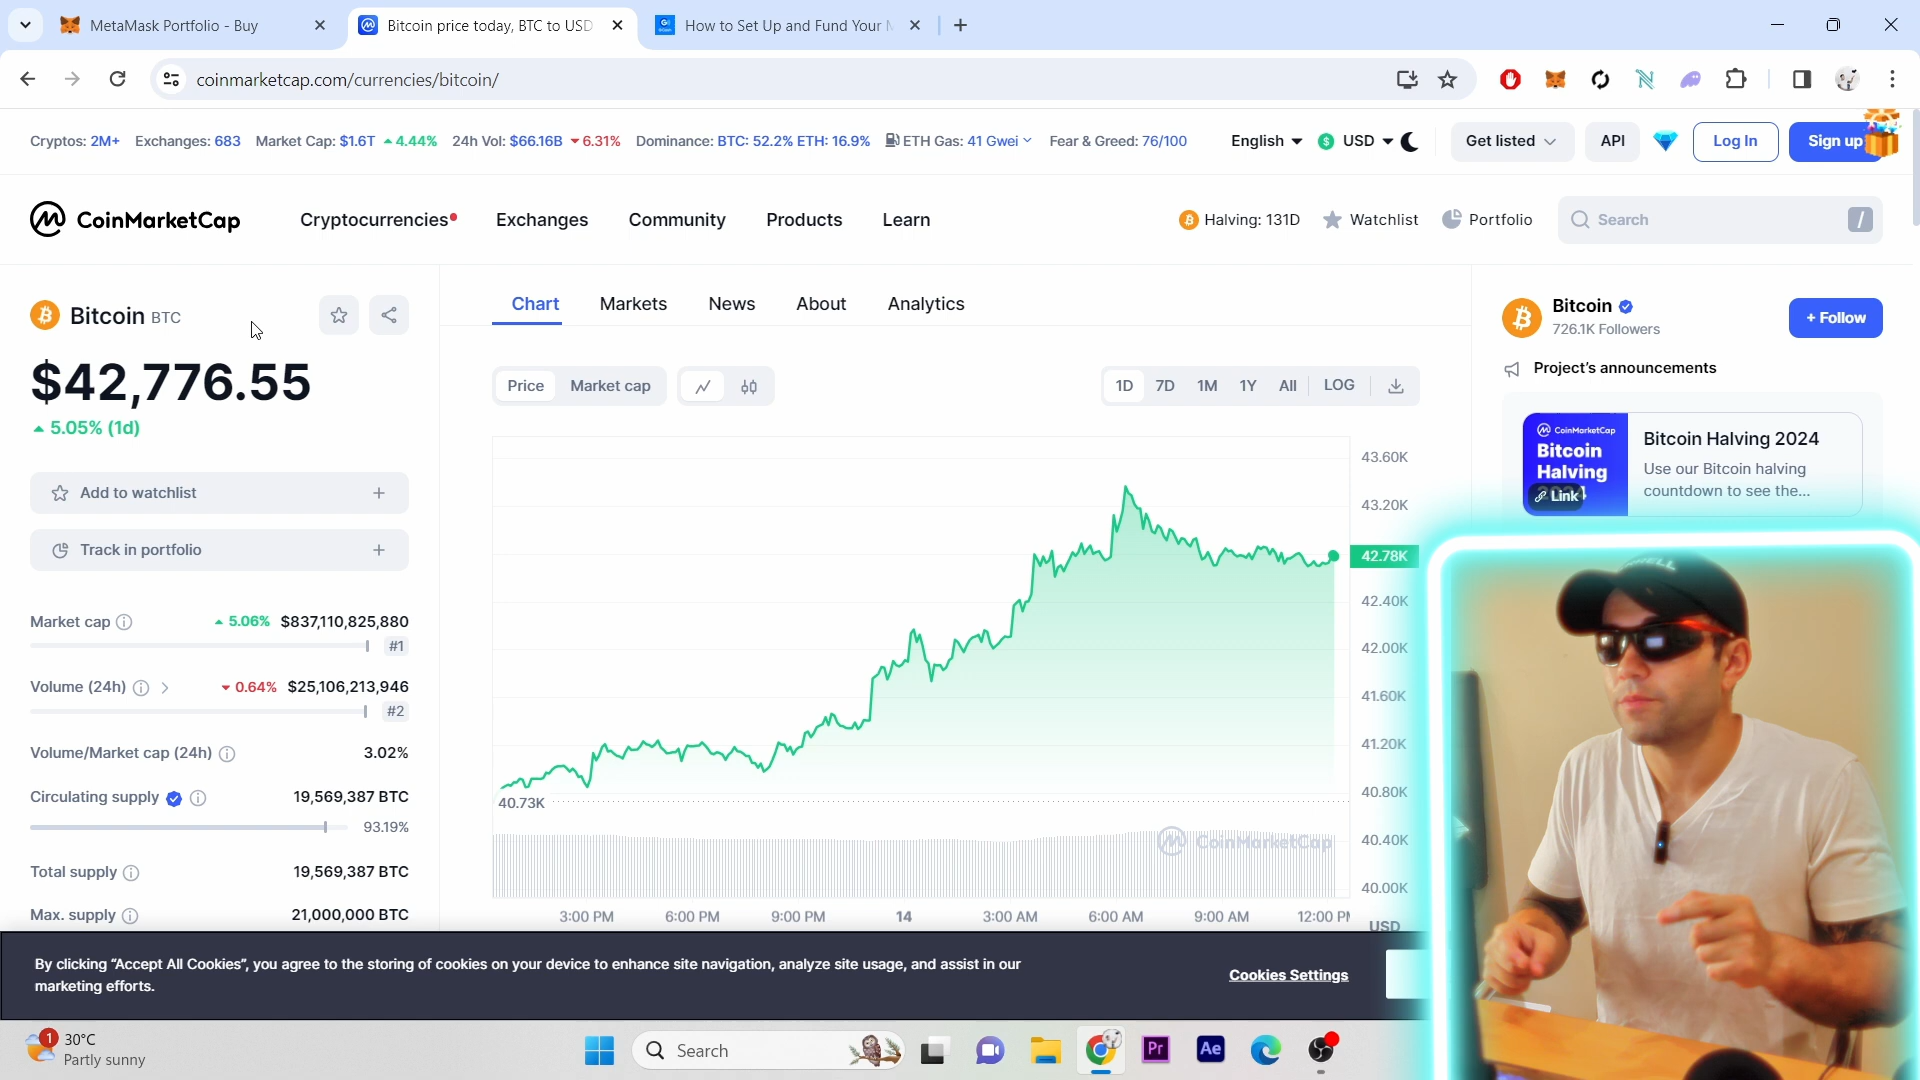 MetaMask Portfolio - Buy
Bitcoin price today, BTC to USD
How to Set Up and Fund Your
coinmarketcap.com/currencies/bitcoin/
Cryptos: 2M+ Exchanges: 683 Market Cap: $1.6T 4.44% 24h Vol: $66.16B 6.31% Dominance: BTC: 52.2% ETH: 16.9% ETH Gas: 41 Gwei Fear & Greed: 76/100
English USD Get listed API Log In Sign up
CoinMarketCap
Cryptocurrencies Exchanges Community Products Learn
Halving: 131D Watchlist Portfolio Search /
Bitcoin BTC
$42,776.55
5.05% (1d)
Add to watchlist +
Track in portfolio +
Market cap 5.06% $837,110,825,880
#1
Volume (24h) 0.64% $25,106,213,946
#2
Volume/Market cap (24h) 3.02%
Circulating supply 19,569,387 BTC
93.19%
Total supply 19,569,387 BTC
Max. supply 21,000,000 BTC
Chart Markets News About Analytics
Price Market cap
1D 7D 1M 1Y All LOG
43.60K
43.20K
42.78K
42.40K
42.00K
41.60K
41.20K
40.80K
40.40K
40.00K
40.73K
CoinMarketCap
3:00 PM 6:00 PM 9:00 PM 14 3:00 AM 6:00 AM 9:00 AM 12:00 PM
USD
Bitcoin
726.1K Followers
+ Follow
Project's announcements
CoinMarketCap
Bitcoin
Halving
Link
Bitcoin Halving 2024
Use our Bitcoin halving
countdown to see the...
By clicking “Accept All Cookies”, you agree to the storing of cookies on your device to enhance site navigation, analyze site usage, and assist in our
marketing efforts.
Cookies Settings
1
30°C
Partly sunny
Search
Pr
Ae